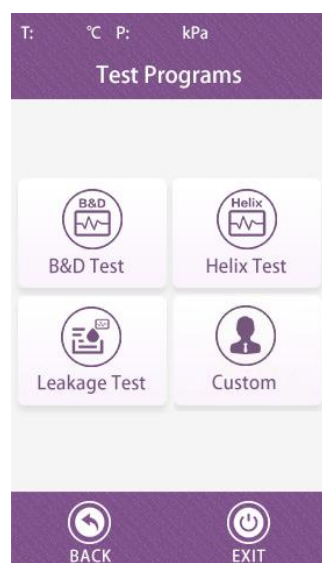 T: ℃ P: kPa
Test Programs
B&D Helix
B&D Test Helix Test
Leakage Test Custom
BACK EXIT